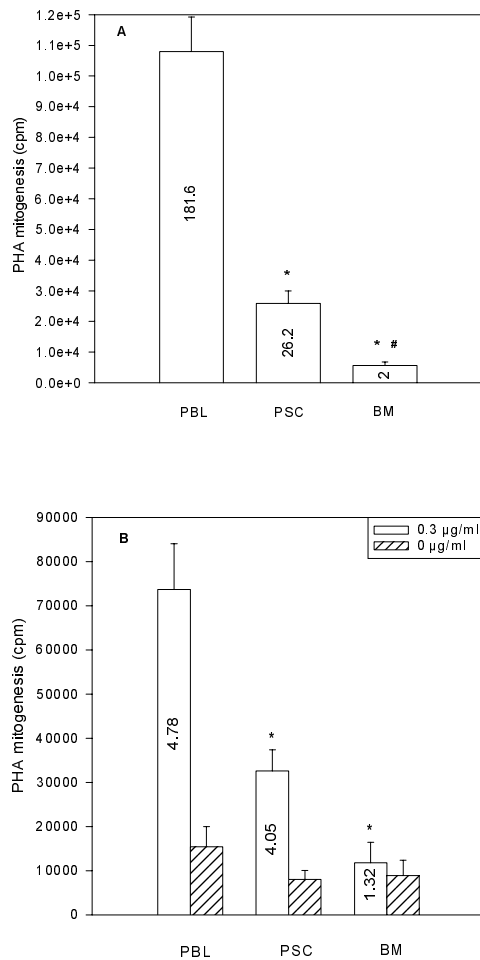 A
1.2e+5
1.1e+5
1.0e+5
9.0e+4
8.0e+4
7.0e+4
6.0e+4
5.0e+4
4.0e+4
3.0e+4
2.0e+4
1.0e+4
0.0e+0
PHA mitogenesis (cpm)
181.6
*
26.2
* #
2
PBL PSC BM
B
0.3 µg/ml
0 µg/ml
90000
80000
70000
60000
50000
40000
30000
20000
10000
0
PHA mitogenesis (cpm)
4.78
*
4.05
*
1.32
PBL PSC BM